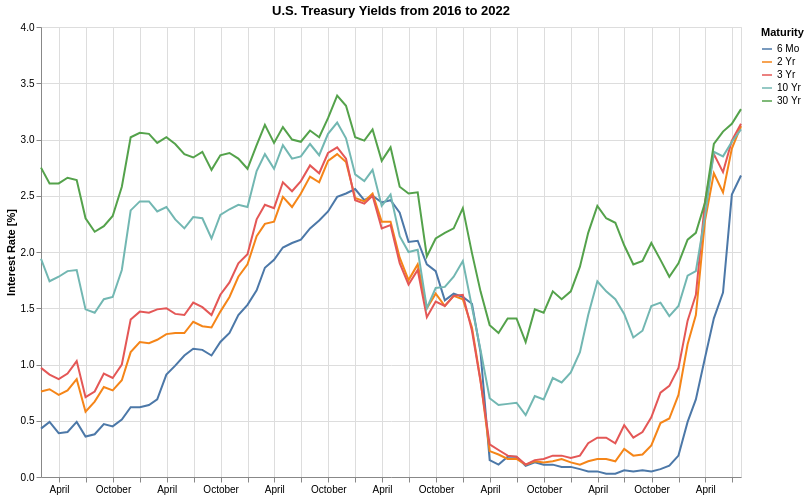 U.S. Treasury Yields from 2016 to 2022
Interest Rate [%]
4.0
3.5
3.0
2.5
2.0
1.5
1.0
0.5
0.0
April October April October April October April October April October April October April
Maturity
6 Mo
2 Yr
3 Yr
10 Yr
30 Yr